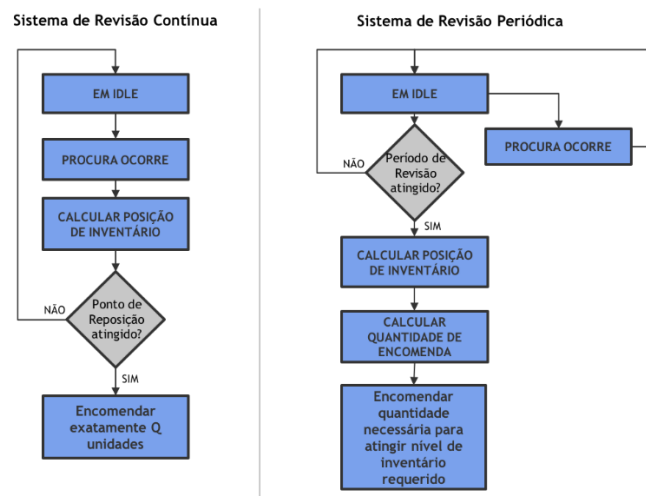 Sistema de Revisão Contínua
EM IDLE
PROCURA OCORRE
CALCULAR POSIÇÃO
DE INVENTÁRIO
NÃO
Ponto de
Reposição
atingido?
SIM
Encomendar
exatamente Q
unidades
Sistema de Revisão Periódica
EM IDLE
PROCURA OCORRE
NÃO
Período de
Revisão
atingido?
SIM
CALCULAR POSIÇÃO
DE INVENTÁRIO
CALCULAR
QUANTIDADE DE
ENCOMENDA
Encomendar
quantidade
necessária para
atingir nível de
inventário
requerido